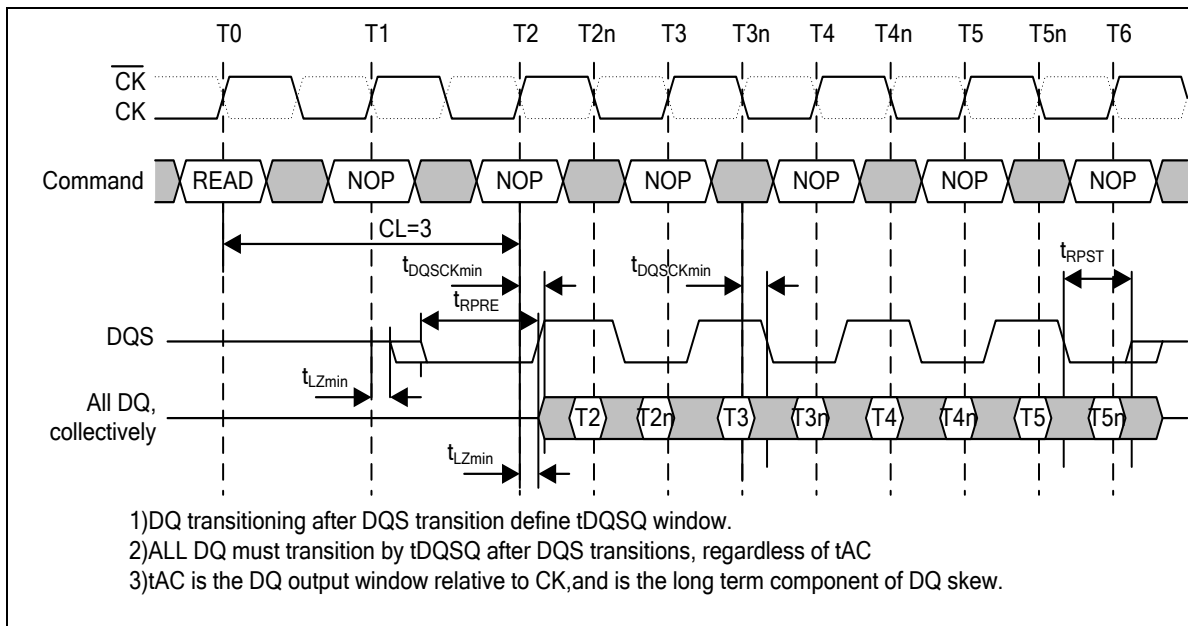 T0 T1 T2 T2n T3 T3n T4 T4n T5 T5n T6
CK
CK
Command READ NOP NOP NOP NOP NOP NOP
CL=3
tDQSCKmin tDQSCKmin tRPST
tRPRE
DQS
tLZmin
All DQ,
collectively
T2 T2n T3 T3n T4 T4n T5 T5n
tLZmin
1)DQ transitioning after DQS transition define tDQSQ window.
2)ALL DQ must transition by tDQSQ after DQS transitions, regardless of tAC
3)tAC is the DQ output window relative to CK,and is the long term component of DQ skew.